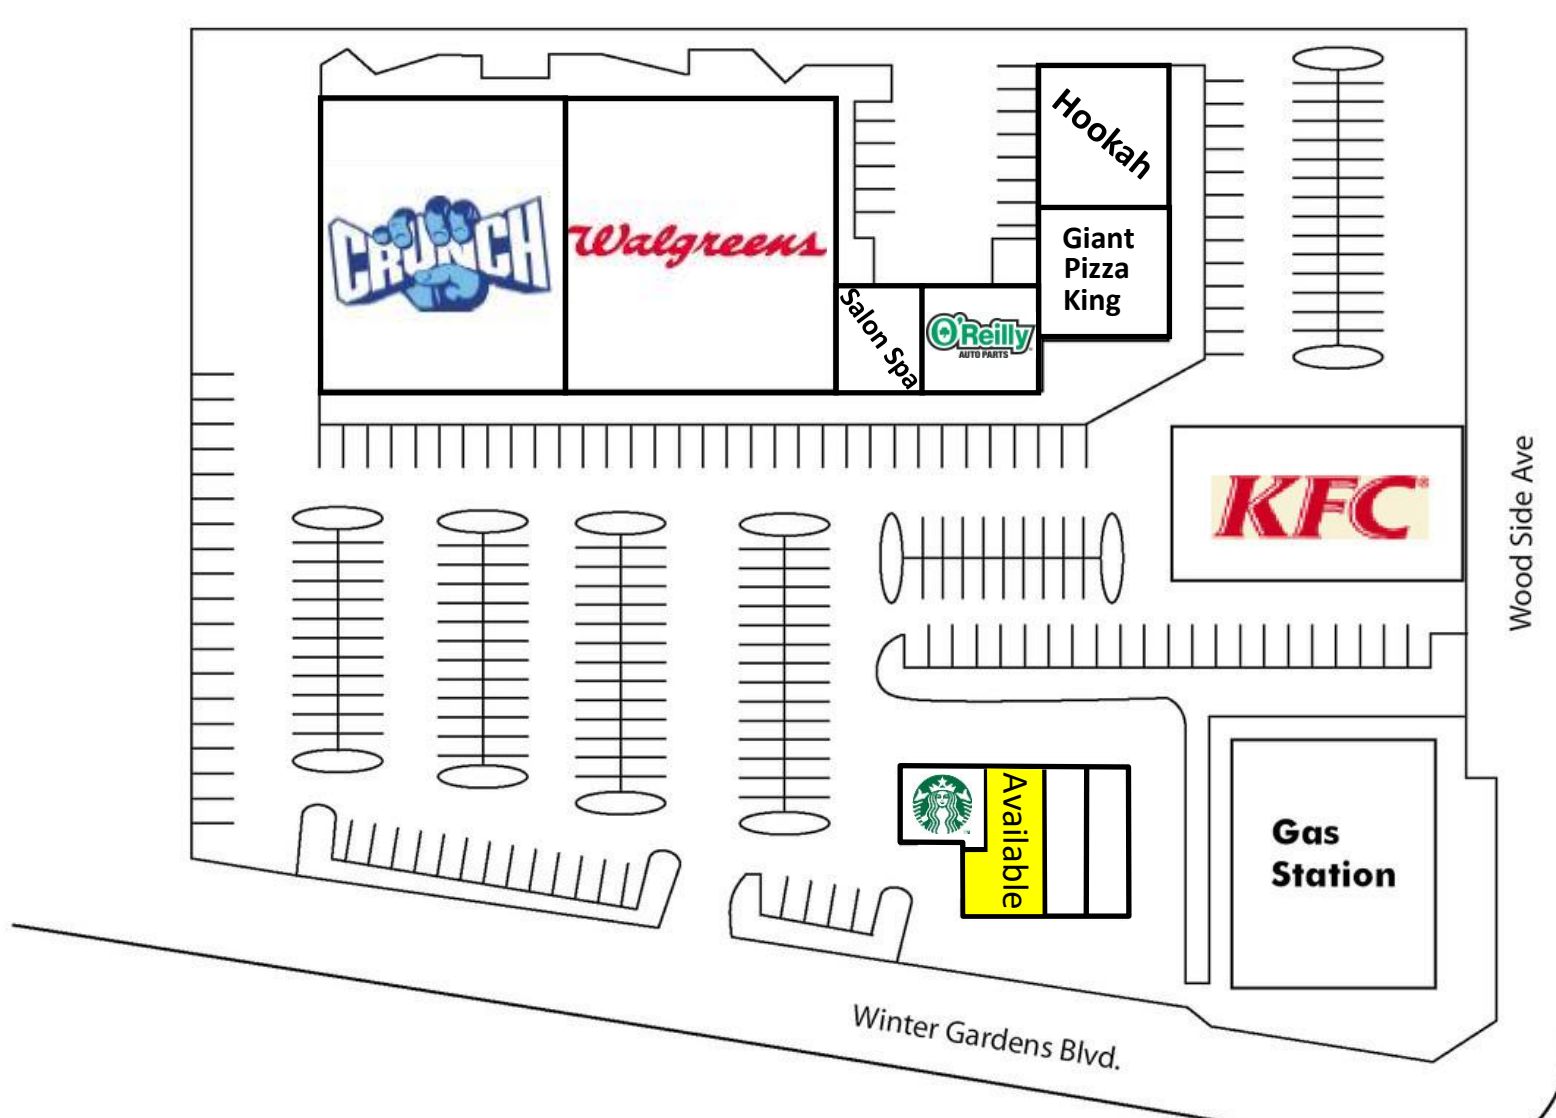 Hookah
CRUNCH
Walgreens
Giant
Pizza
King
Salon Spa
O'Reilly
AUTO PARTS
KFC
®
Wood Side Ave
Available
Gas
Station
Winter Gardens Blvd.